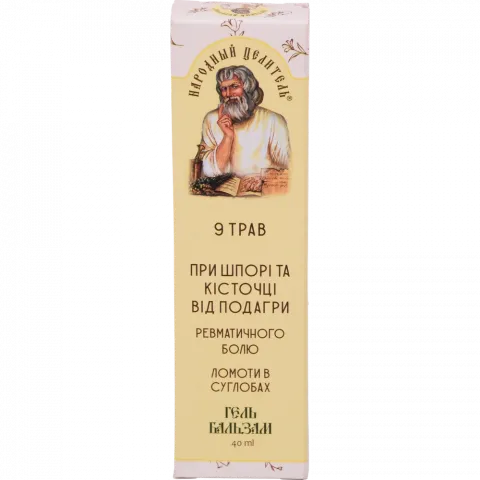 НАРОДНЫЙ ЦЕЛИТЕЛЬ®
9 ТРАВ
ПРИ ШПОРІ ТА
КІСТОЧЦІ
ВІД ПОДАГРИ
РЕВМАТИЧНОГО
БОЛЮ
ЛОМОТИ В
СУГЛОБАХ
ГЕЛЬ
БАЛЬЗАМ
40 ml